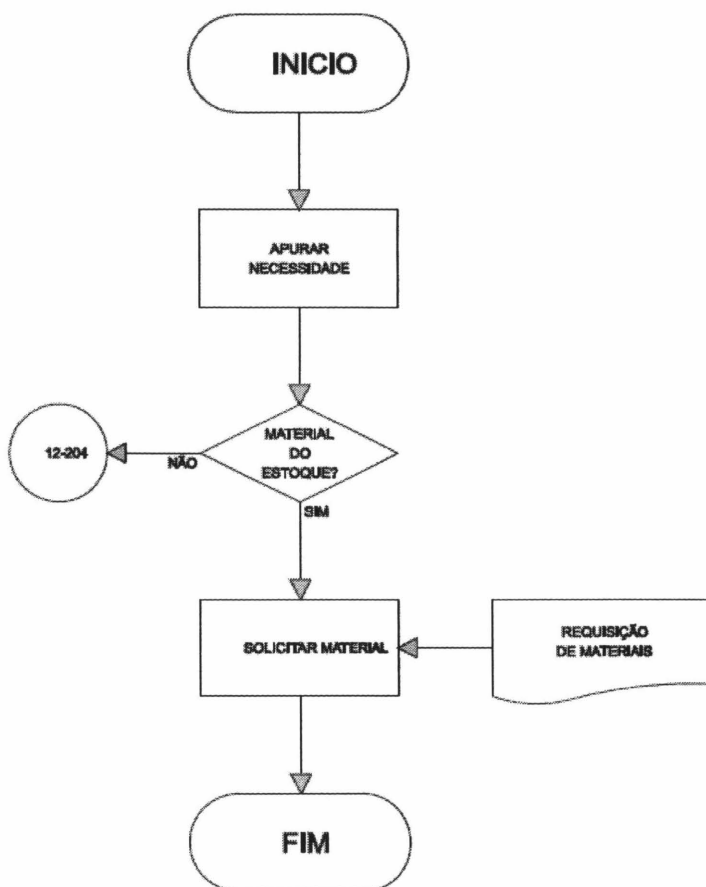 INICIO
APURAR
NECESSIDADE
MATERIAL
DO
ESTOQUE?
12-204
NÃO
SIM
SOLICITAR MATERIAL
REQUISIÇÃO
DE MATERIAIS
FIM